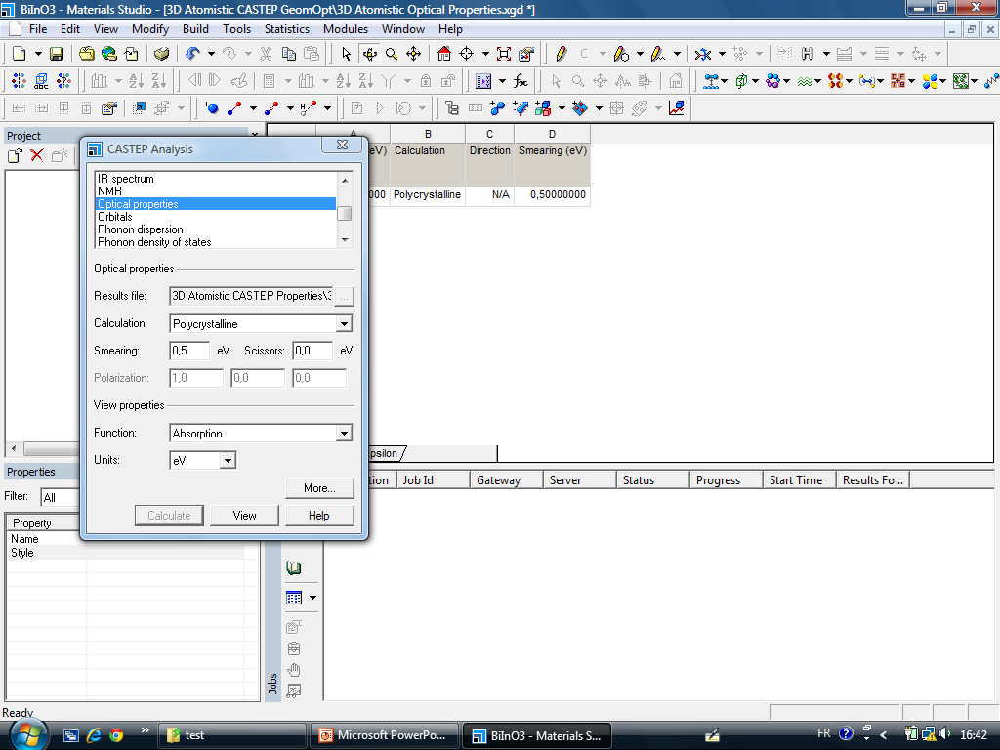 BiInO3 - Materials Studio - [3D Atomistic CASTEP GeomOpt\3D Atomistic Optical Properties.xgd *]
File Edit View Modify Build Tools Statistics Modules Window Help
Project
CASTEP Analysis
IR spectrum
NMR
Optical properties
Orbitals
Phonon dispersion
Phonon density of states
Optical properties
Results file: 3D Atomistic CASTEP Properties\3 ...
Calculation: Polycrystalline
Smearing: 0,5 eV Scissors: 0,0 eV
Polarization: 1,0 0,0 0,0
View properties
Function: Absorption
Units: eV
More...
Calculate View Help
A B C D
eV) Calculation Direction Smearing (eV)
000 Polycrystalline N/A 0,50000000
psilon
Properties
Filter: All
Property
Name
Style
tion Job Id Gateway Server Status Progress Start Time Results Fo...
Jobs
Ready
» test Microsoft PowerPo... BiInO3 - Materials S... FR 16:42